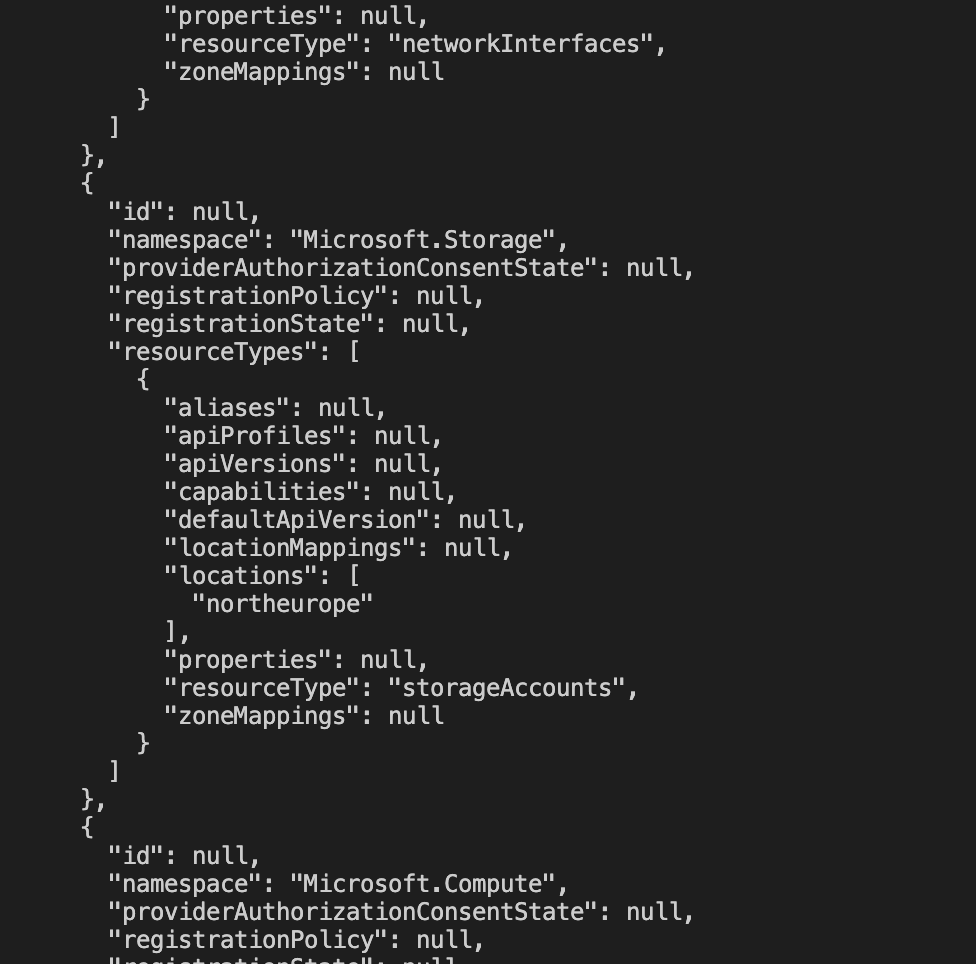 "properties": null,
"resourceType": "networkInterfaces",
"zoneMappings": null
}
]
},
{
"id": null,
"namespace": "Microsoft.Storage",
"providerAuthorizationConsentState": null,
"registrationPolicy": null,
"registrationState": null,
"resourceTypes": [
{
"aliases": null,
"apiProfiles": null,
"apiVersions": null,
"capabilities": null,
"defaultApiVersion": null,
"locationMappings": null,
"locations": [
"northeurope"
],
"properties": null,
"resourceType": "storageAccounts",
"zoneMappings": null
}
]
},
{
"id": null,
"namespace": "Microsoft.Compute",
"providerAuthorizationConsentState": null,
"registrationPolicy": null,
"registrationState": null